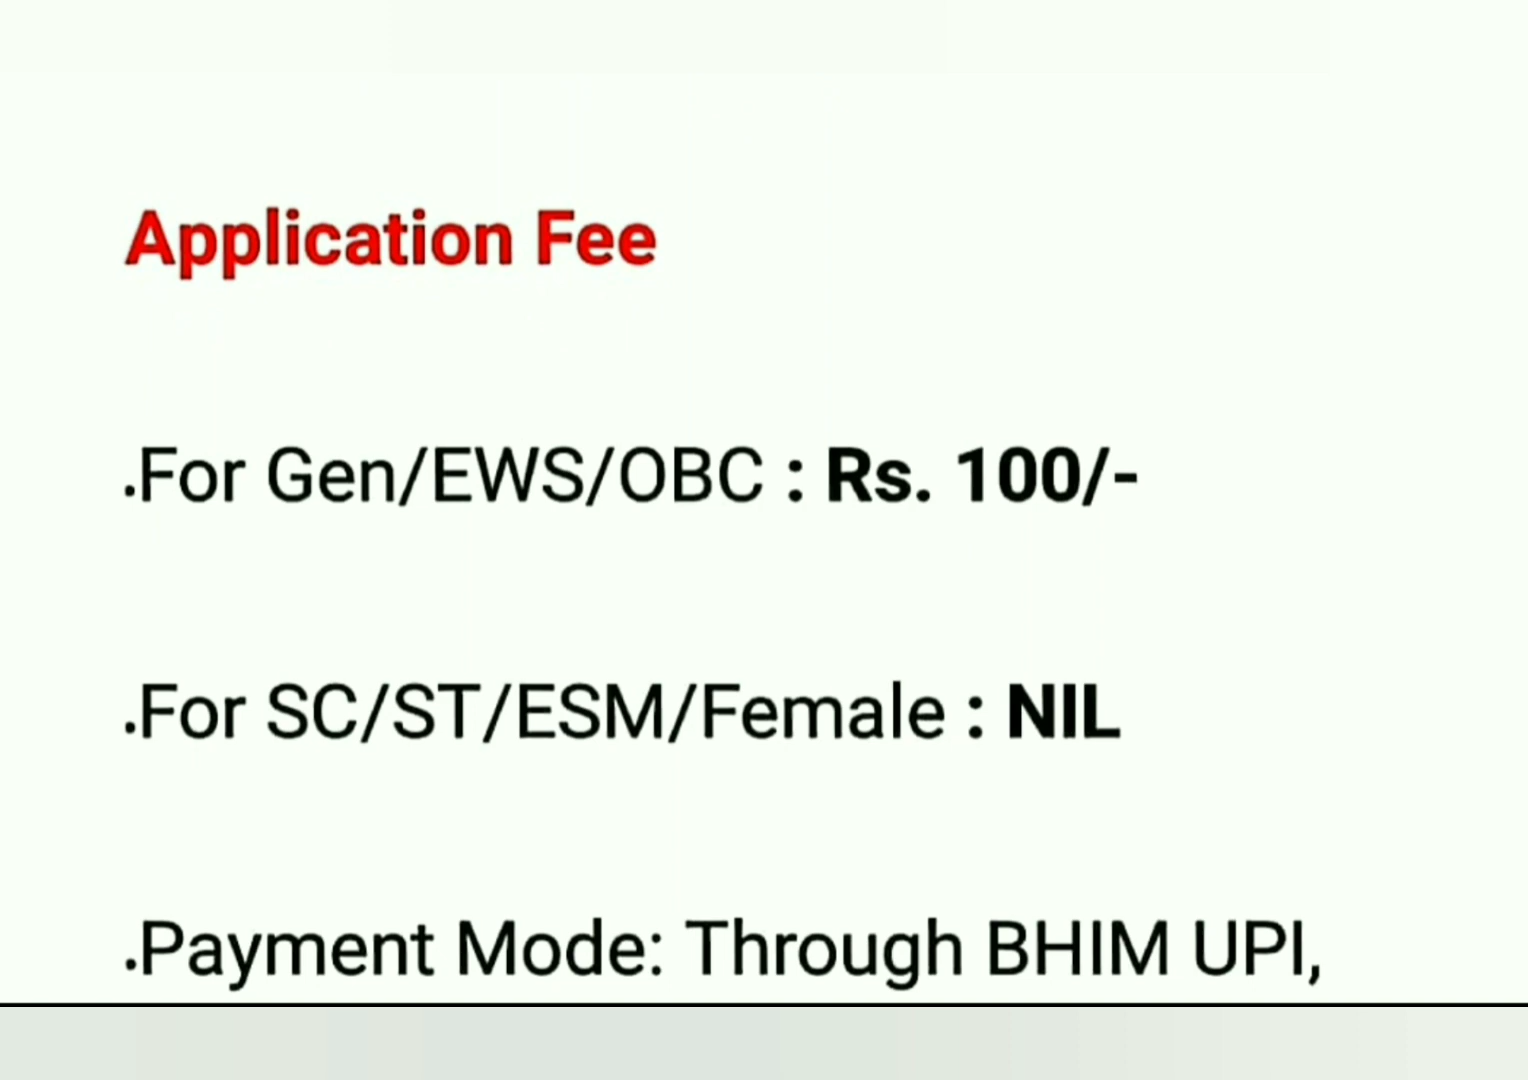 Application Fee
.For Gen/EWS/OBC : Rs. 100/-
.For SC/ST/ESM/Female : NIL
.Payment Mode: Through BHIM UPI,